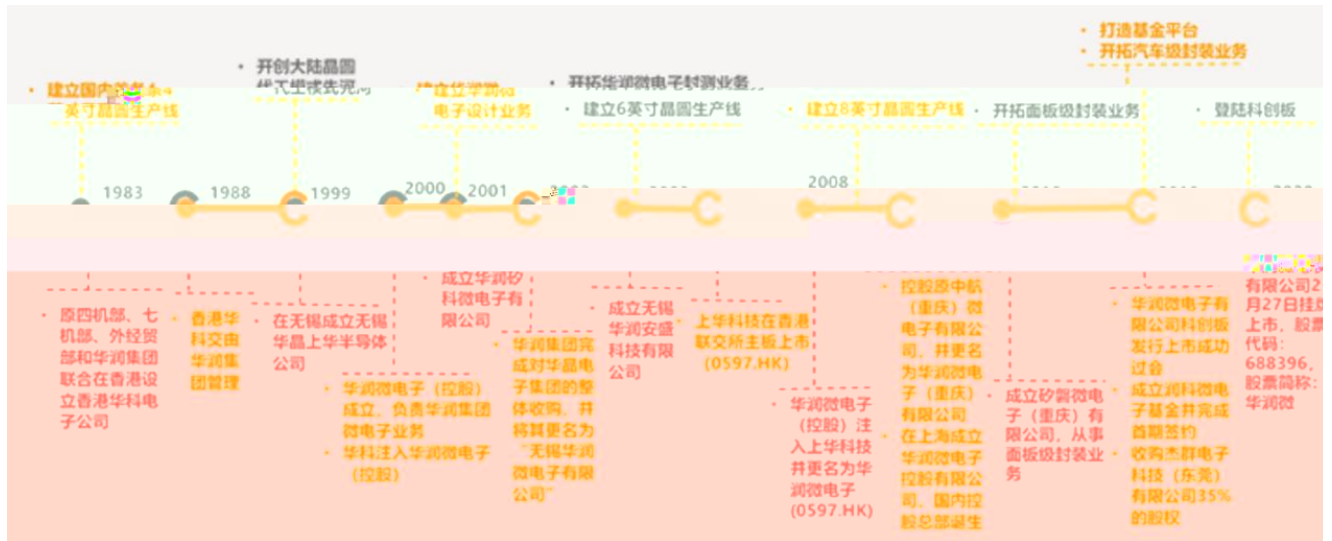 打造基金平台
开拓汽车级封装业务
开创大陆晶圆
代工模式先河
建立国内首条4
英寸晶圆生产线
建立华润微
电子设计业务
开拓华润微电子封测业务
建立6英寸晶圆生产线
建立8英寸晶圆生产线
开拓面板级封装业务
登陆科创板
1983
1988
1999
2000
2001
2008
原四机部、七
机部、外经贸
部和华润集团
联合在香港设
立香港华科电
子公司
香港华
科交由
华润集
团管理
在无锡成立无锡
华晶上华半导体
公司
华润微电子（控股）
成立，负责华润集团
微电子业务
华科注入华润微电子
（控股）
成立华润矽
科微电子有
限公司
华润集团完
成对华晶电
子集团的整
体收购，并
将其更名为
“无锡华润
微电子有限
公司”
成立无锡
华润安盛
科技有限
公司
上华科技在香港
联交所主板上市
(0597.HK)
华润微电子
（控股）注
入上华科技
并更名为华
润微电子
(0597.HK)
控股原中航
（重庆）微
电子有限公
司，并更名
为华润微电
子（重庆）
有限公司
在上海成立
华润微电子
控股有限公
司，国内控
股总部诞生
成立矽磐微电
子（重庆）有
限公司，从事
面板级封装业
务
华润微电子有
限公司科创板
发行上市成功
过会
成立润科微电
子基金并完成
首期签约
收购杰群电子
科技（东莞）
有限公司35%
的股权
有限公司2
月27日挂
上市，股票
代码：
688396，
股票简称：
华润微